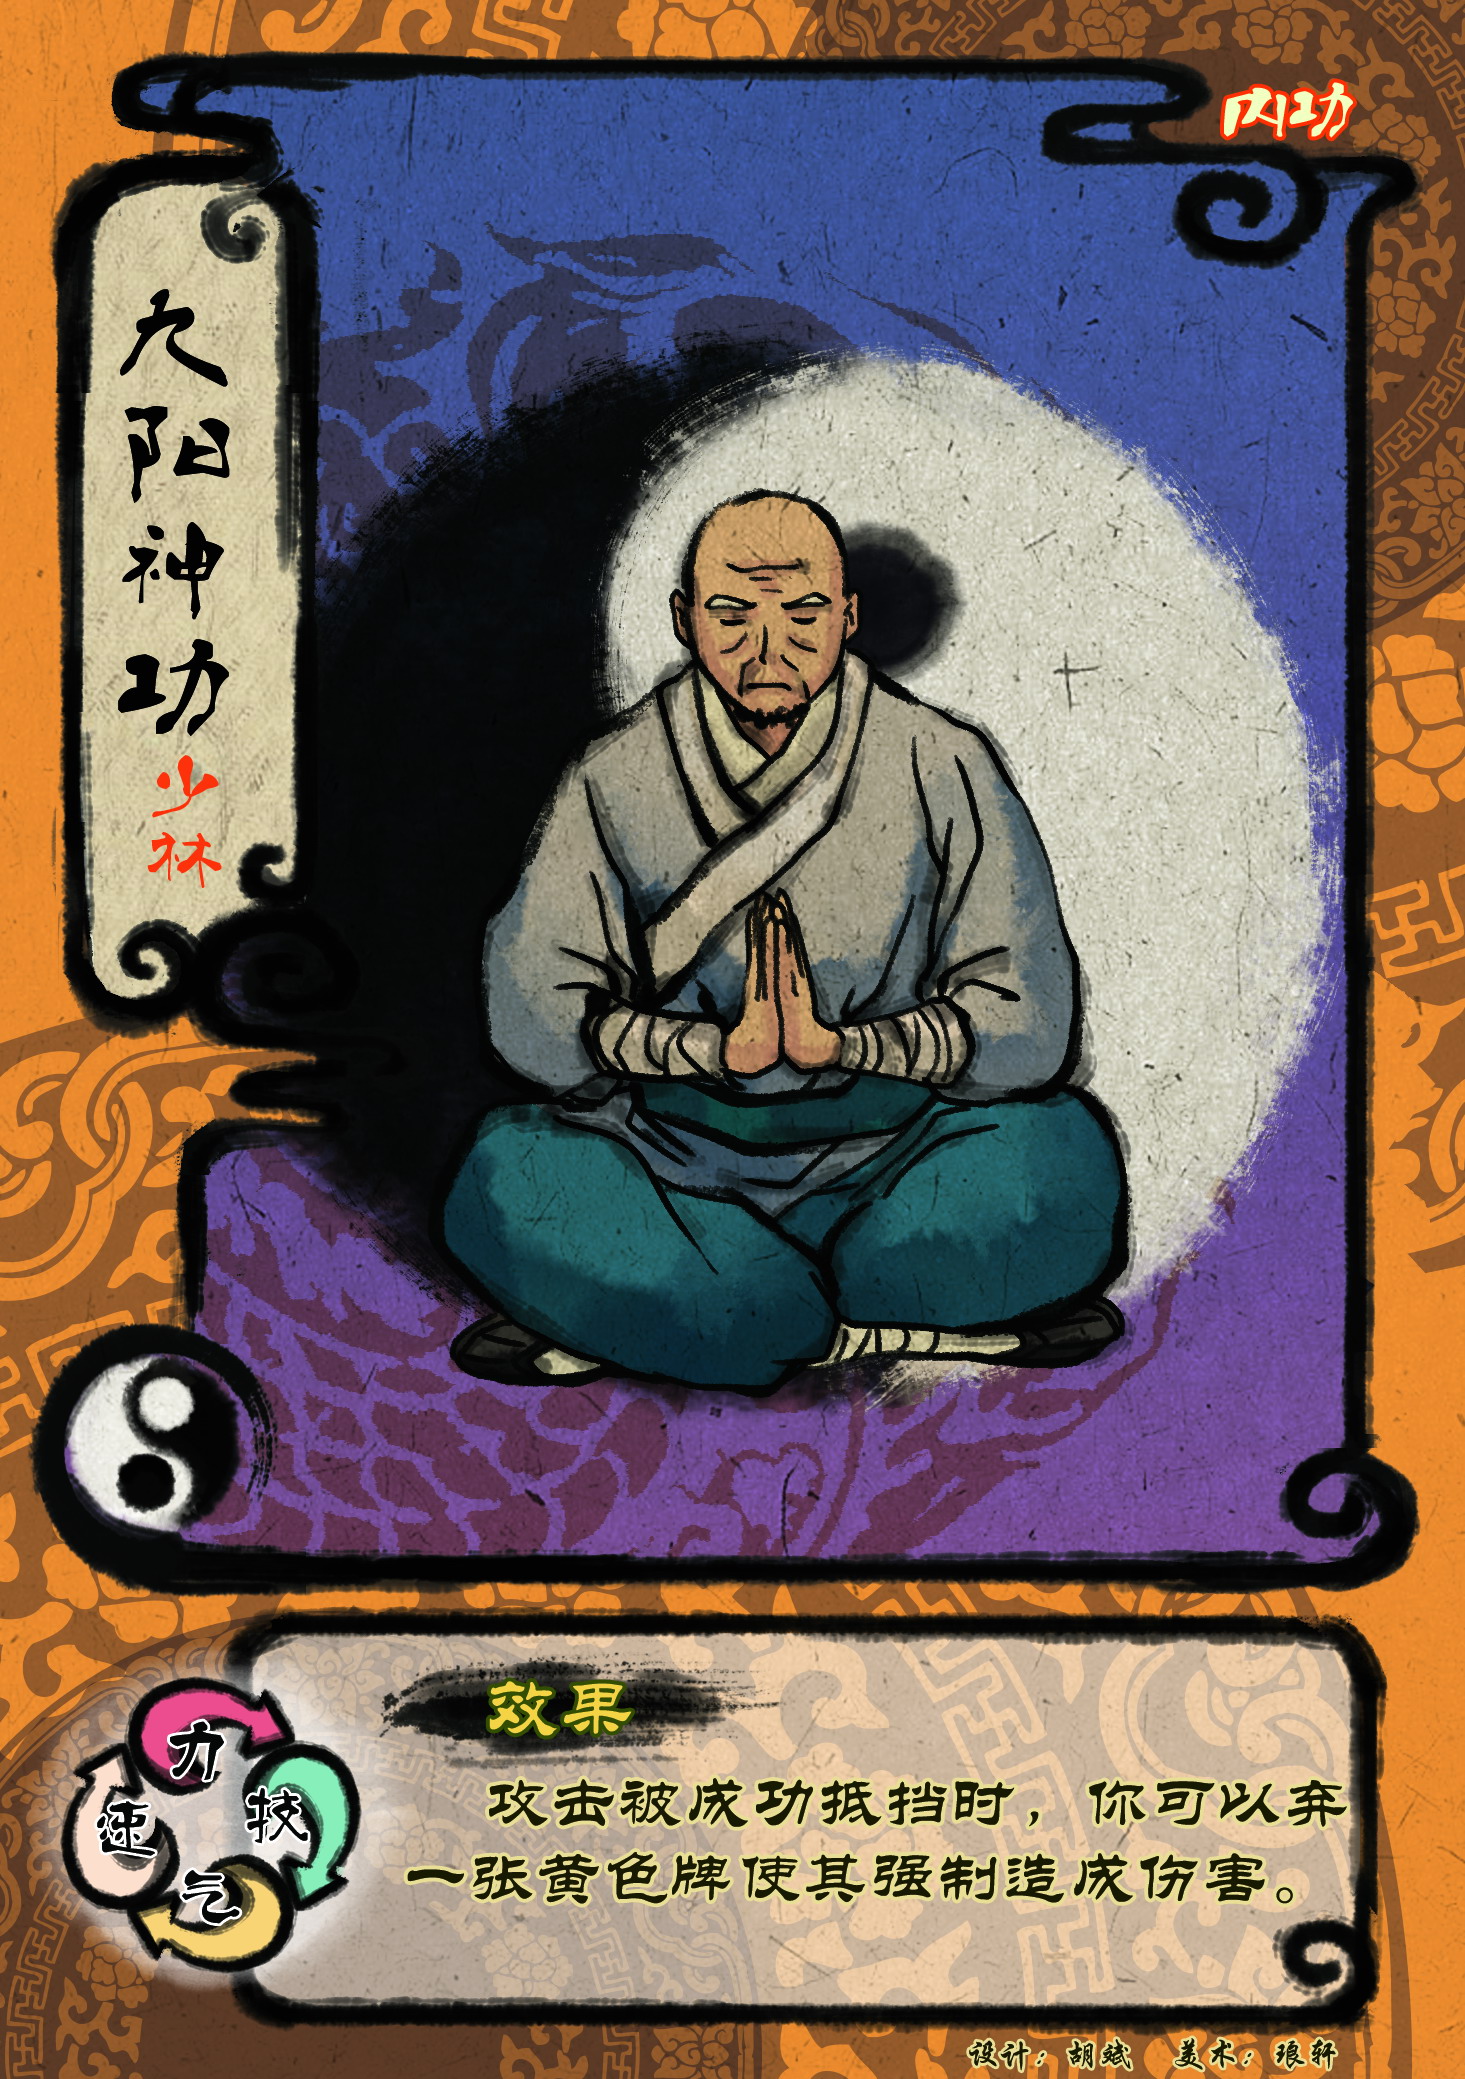 内功
九阳神功
少林
力
技
速
气
效果
攻击被成功抵挡时，你可以弃
一张黄色牌使其强制造成伤害。
设计：胡斌 美术：琅轩